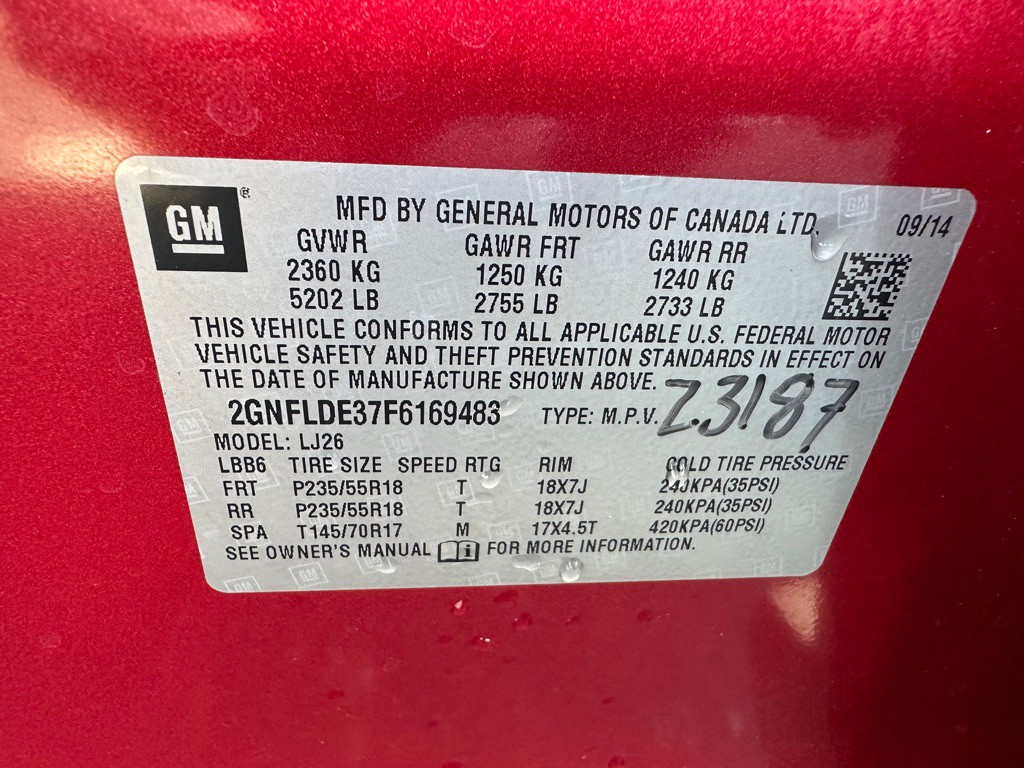 GM®
MFD BY GENERAL MOTORS OF CANADA LTD. 09/14
GVWR GAWR FRT GAWR RR
2360 KG 1250 KG 1240 KG
5202 LB 2755 LB 2733 LB
THIS VEHICLE CONFORMS TO ALL APPLICABLE U.S. FEDERAL MOTOR
VEHICLE SAFETY AND THEFT PREVENTION STANDARDS IN EFFECT ON
THE DATE OF MANUFACTURE SHOWN ABOVE.
2GNFLDE37F6169483 TYPE: M.P.V. Z3187
MODEL: LJ26
LBB6 TIRE SIZE SPEED RTG RIM COLD TIRE PRESSURE
FRT P235/55R18 T 18X7J 240KPA(35PSI)
RR P235/55R18 T 18X7J 240KPA(35PSI)
SPA T145/70R17 M 17X4.5T 420KPA(60PSI)
SEE OWNER'S MANUAL i FOR MORE INFORMATION.